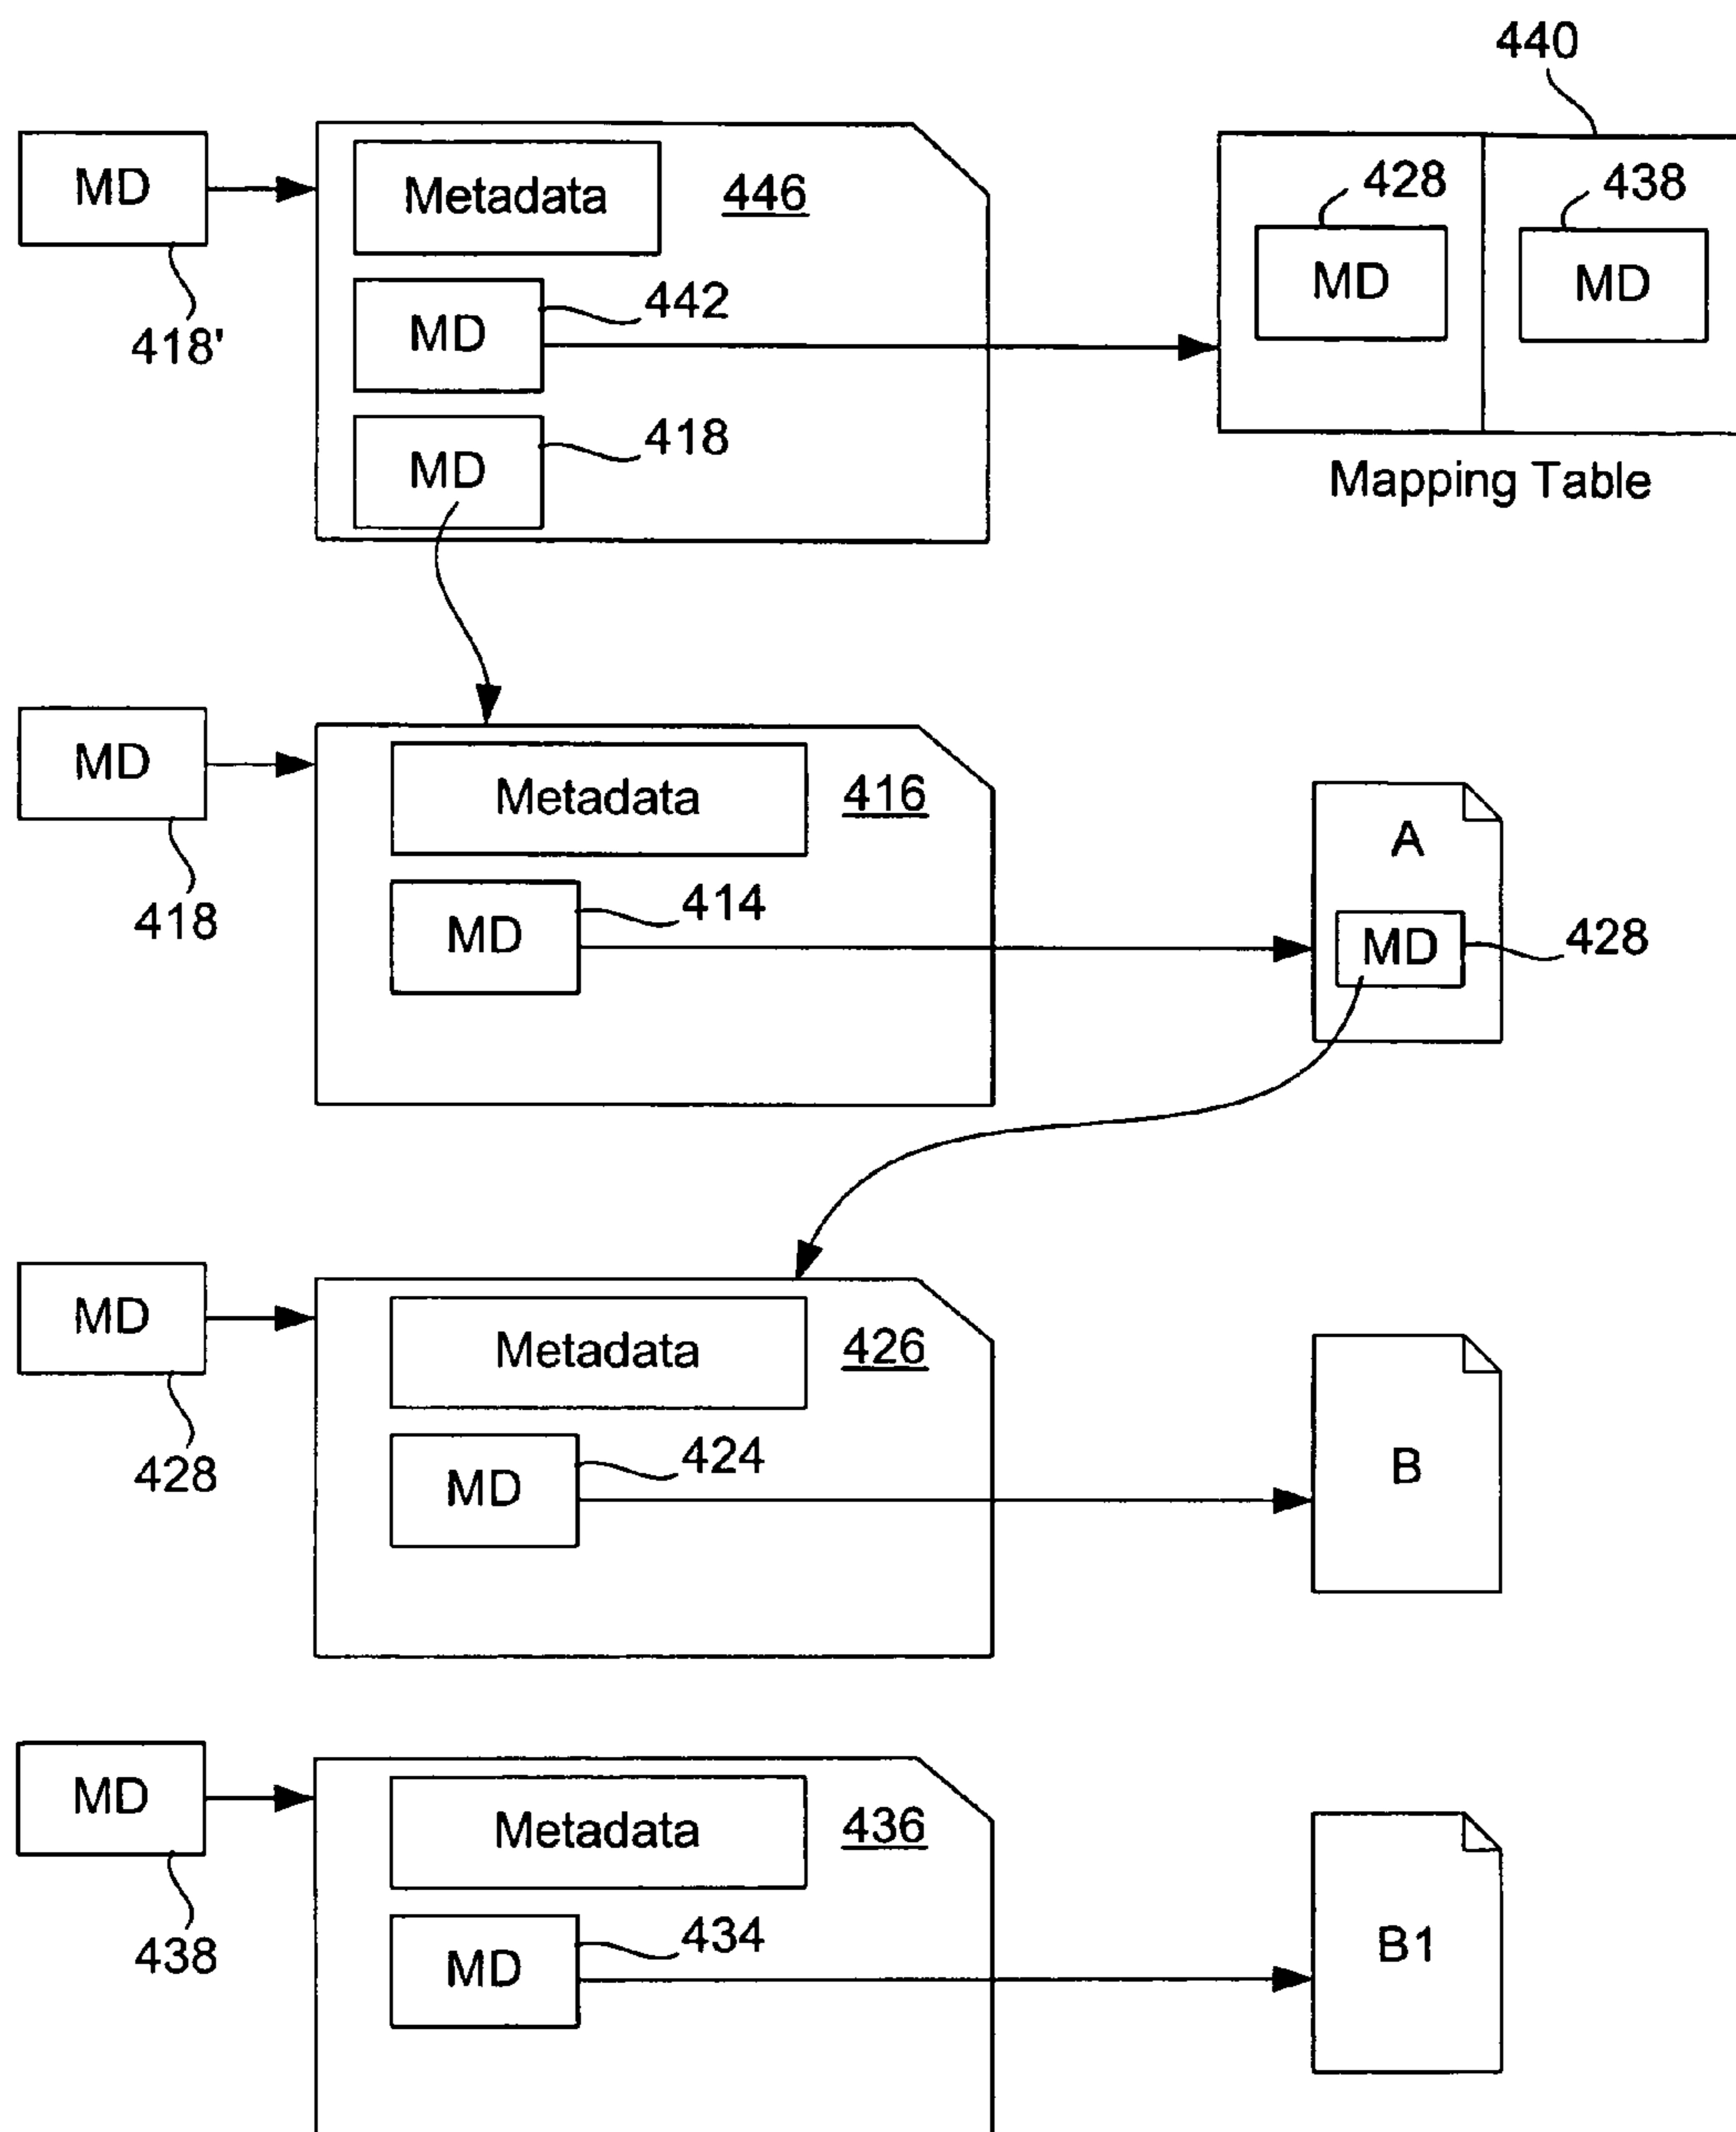 440
MD
Metadata
446
428
438
MD
MD
418'
MD
442
MD
418
Mapping Table
MD
Metadata
416
A
418
MD
414
MD
428
MD
Metadata
426
428
MD
424
B
MD
Metadata
436
438
MD
434
B1